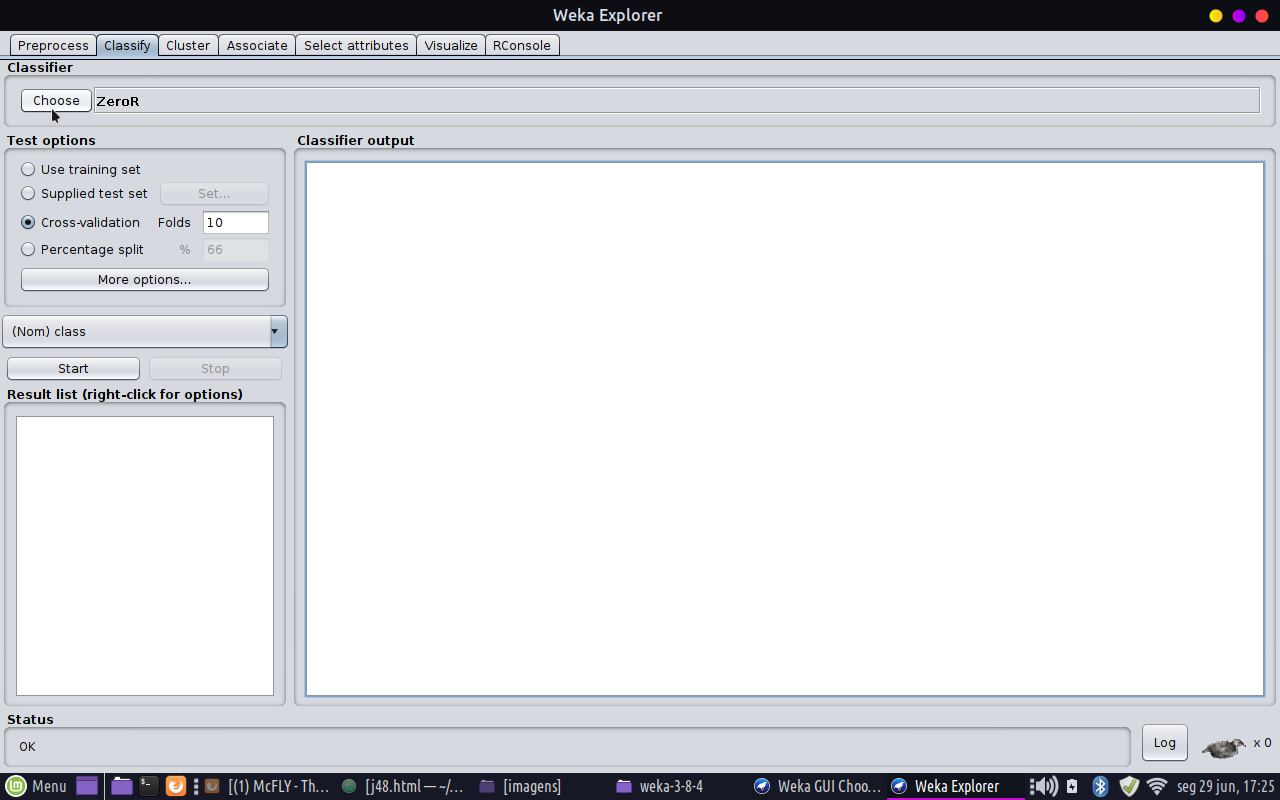 Weka Explorer
Preprocess Classify Cluster Associate Select attributes Visualize RConsole
Classifier
Choose ZeroR
Test options
Use training set
Supplied test set Set...
Cross-validation Folds 10
Percentage split % 66
More options...
(Nom) class
Start Stop
Result list (right-click for options)
Classifier output
Status
OK
Log x 0
Menu [(1) McFLY - Th... [j48.html — ~/... [imagens] weka-3-8-4 Weka GUI Choo... Weka Explorer seg 29 jun, 17:25